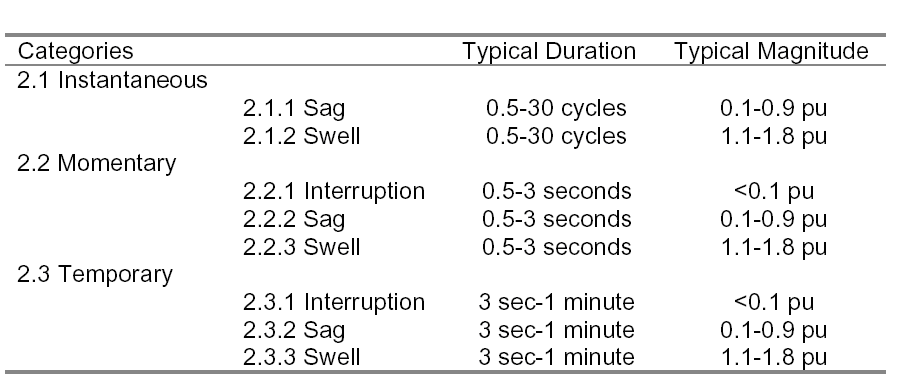 Categories Typical Duration Typical Magnitude
2.1 Instantaneous
2.1.1 Sag 0.5-30 cycles 0.1-0.9 pu
2.1.2 Swell 0.5-30 cycles 1.1-1.8 pu
2.2 Momentary
2.2.1 Interruption 0.5-3 seconds <0.1 pu
2.2.2 Sag 0.5-3 seconds 0.1-0.9 pu
2.2.3 Swell 0.5-3 seconds 1.1-1.8 pu
2.3 Temporary
2.3.1 Interruption 3 sec-1 minute <0.1 pu
2.3.2 Sag 3 sec-1 minute 0.1-0.9 pu
2.3.3 Swell 3 sec-1 minute 1.1-1.8 pu